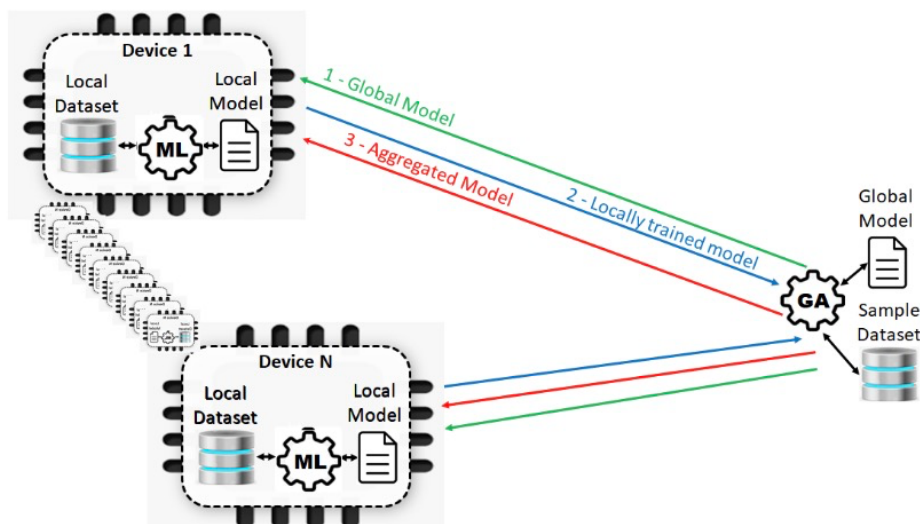 Device 1
Local
Dataset
Local
Model
ML
1 - Global Model
3 - Aggregated Model
2 - Locally trained model
Global
Model
GA
Sample
Dataset
Device N
Local
Dataset
Local
Model
ML